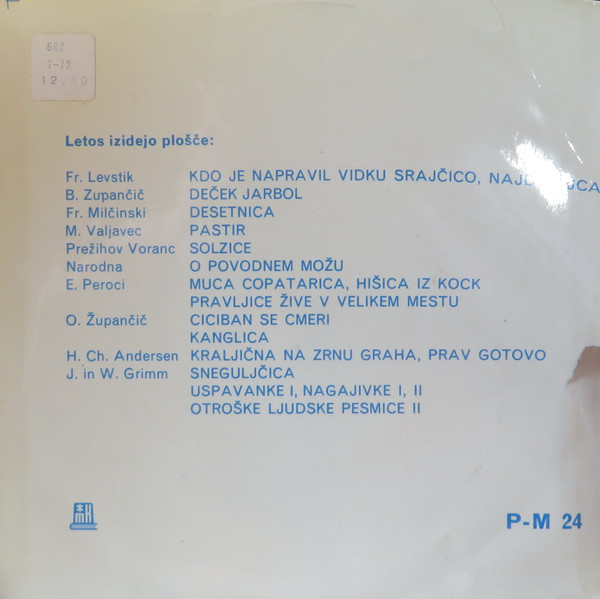 602
7-72
Letos izidejo plošče:
Fr. Levstik KDO JE NAPRAVIL VIDKU SRAJČICO,
B. Zupančič DEČEK JARBOL
Fr. Milčinski DESETNICA
M. Valjavec PASTIR
Prežihov Voranc SOLZICE
Narodna O POVODNEM MOŽU
E. Peroci MUCA COPATARICA, HIŠICA IZ KOCK
PRAVLJICE ŽIVE V VELIKEM MESTU
O. Župančič CICIBAN SE CMERI
KANGLICA
H. Ch. Andersen KRALJIČNA NA ZRNU GRAHA, PRAV GOTOVO
J. in W. Grimm SNEGULJČICA
USPAVANKE I, NAGAJIVKE I, II
OTROŠKE LJUDSKE PESMICE II
MK
P-M 24